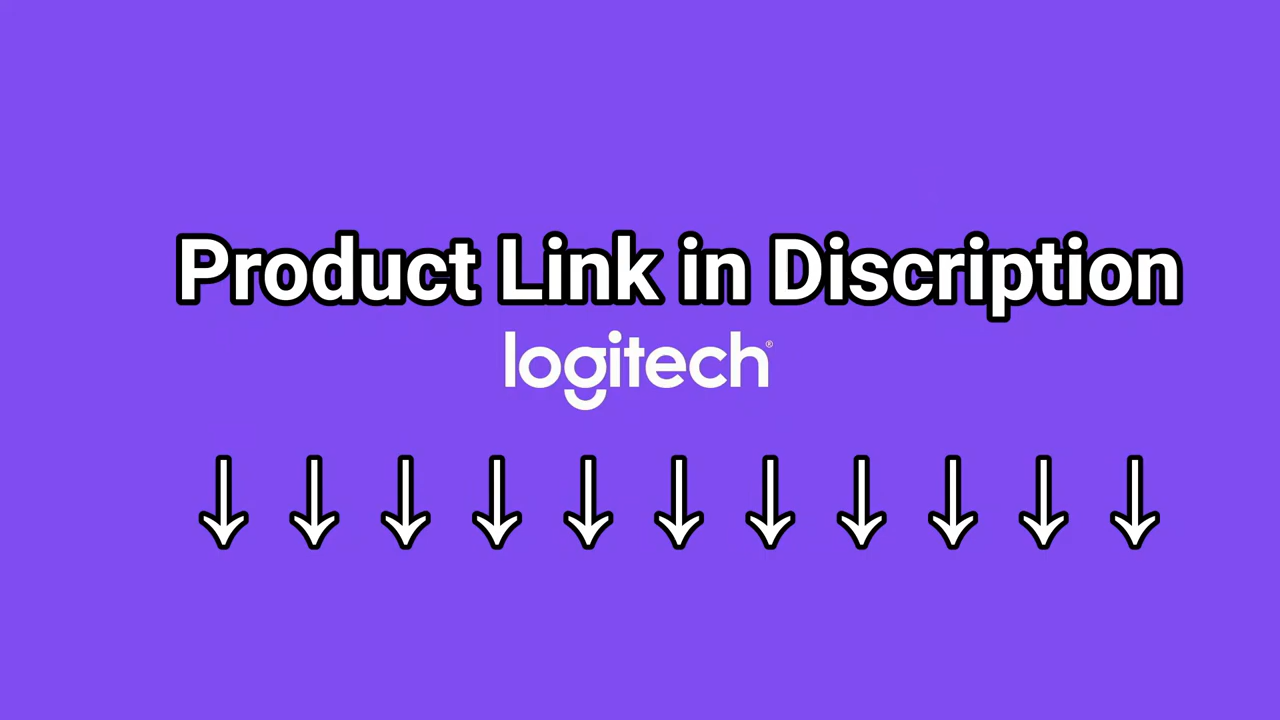 Product Link in Discription
logitech®
↓ ↓ ↓ ↓ ↓ ↓ ↓ ↓ ↓ ↓ ↓